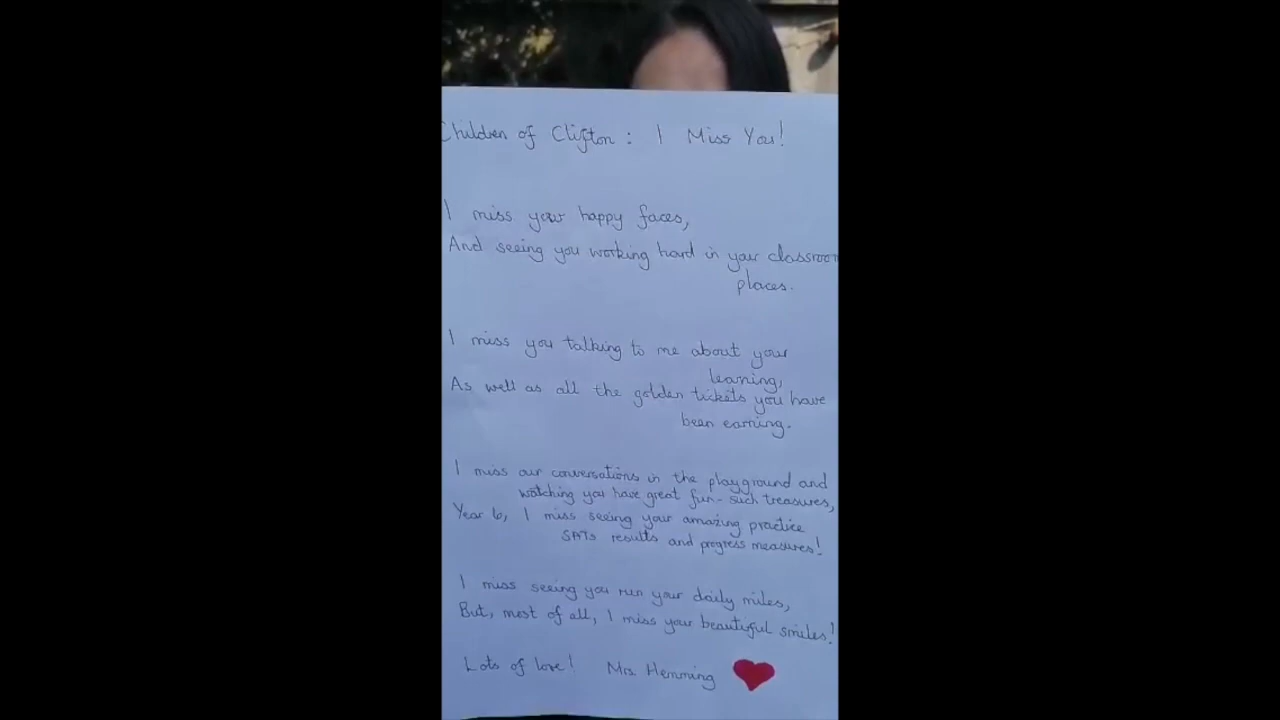 Children of Clifton : I Miss You!
I miss your happy faces,
And seeing you working hard in your classroom
places.
I miss you talking to me about your
learning,
As well as all the golden tickets you have
been earning.
I miss our conversations in the playground and
watching you have great fun- such treasures,
Year 6, I miss seeing your amazing practice
SATs results and progress measures!
I miss seeing you run your daily miles,
But, most of all, I miss your beautiful smiles!
Lots of love! Mrs. Hemming